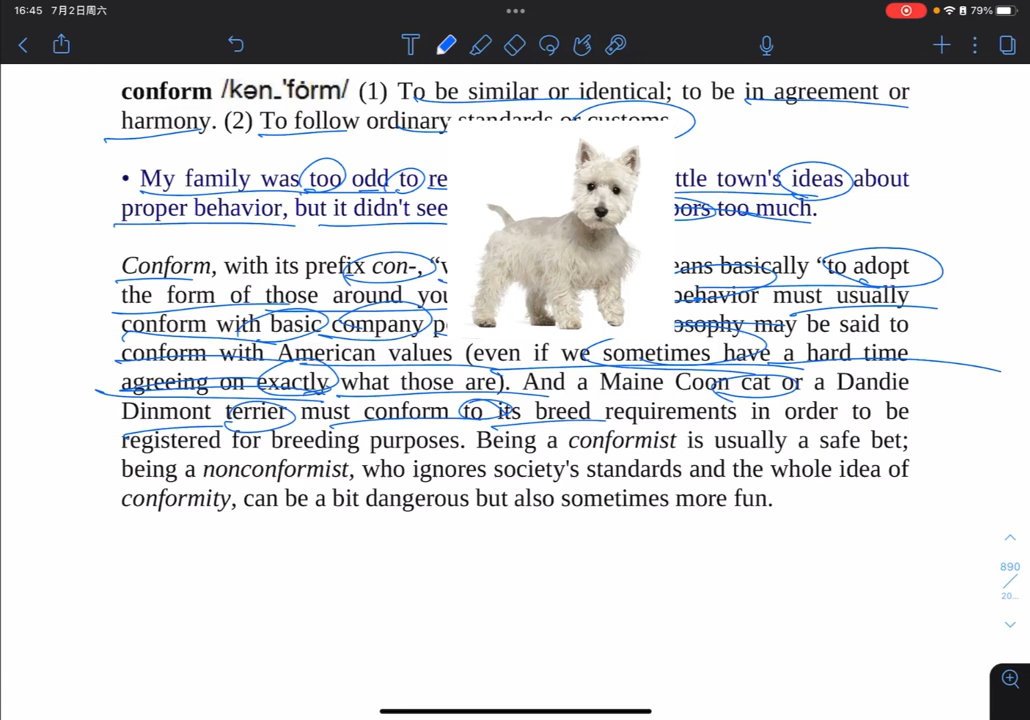 16:45 7月2日周六
79%
conform /kən-ˈfȯrm/ (1) To be similar or identical; to be in agreement or
harmony. (2) To follow ordinary standards or customs.
• My family was too odd to re ttle town's ideas about
proper behavior, but it didn't see bors too much.
Conform, with its prefix con-, “w eans basically “to adopt
the form of those around you behavior must usually
conform with basic company p osophy may be said to
conform with American values (even if we sometimes have a hard time
agreeing on exactly what those are). And a Maine Coon cat or a Dandie
Dinmont terrier must conform to its breed requirements in order to be
registered for breeding purposes. Being a conformist is usually a safe bet;
being a nonconformist, who ignores society's standards and the whole idea of
conformity, can be a bit dangerous but also sometimes more fun.
890
20...